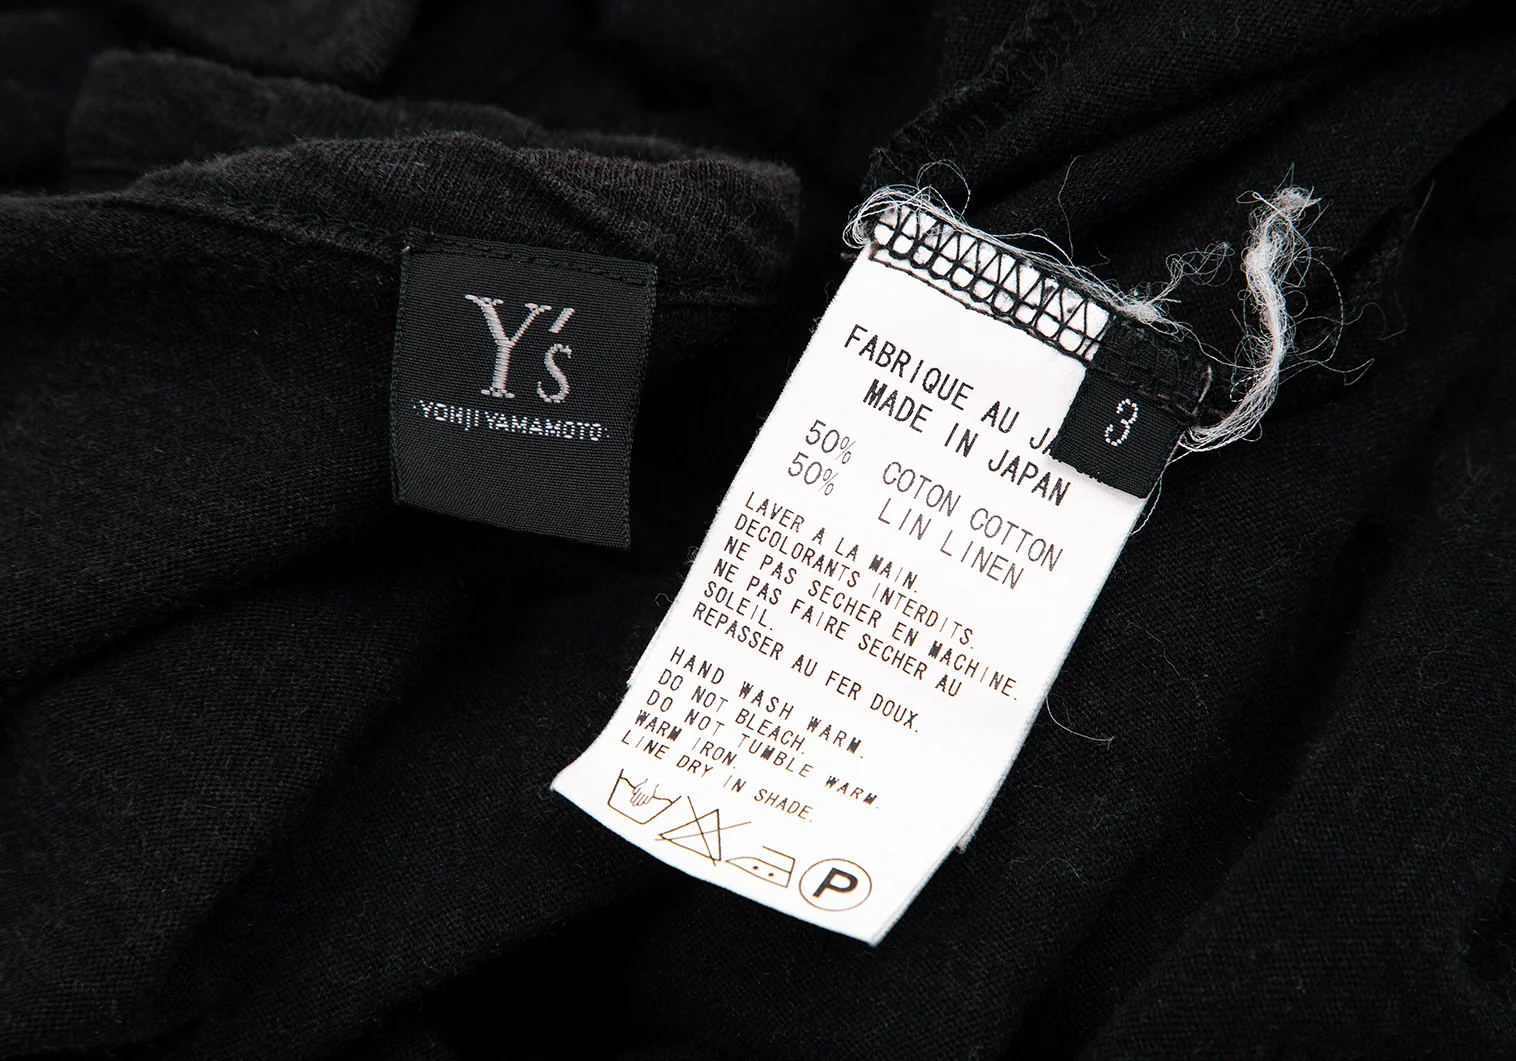 Y's
·YOHJI YAMAMOTO·
3
FABRIQUE AU JA
MADE IN JAPAN
50% COTON COTTON
50% LIN LINEN
LAVER A LA MAIN.
DECOLORANTS INTERDITS.
NE PAS SECHER EN MACHINE.
NE PAS FAIRE SECHER AU
SOLEIL.
REPASSER AU FER DOUX.
HAND WASH WARM.
DO NOT BLEACH.
DO NOT TUMBLE WARM.
WARM IRON.
LINE DRY IN SHADE.
P